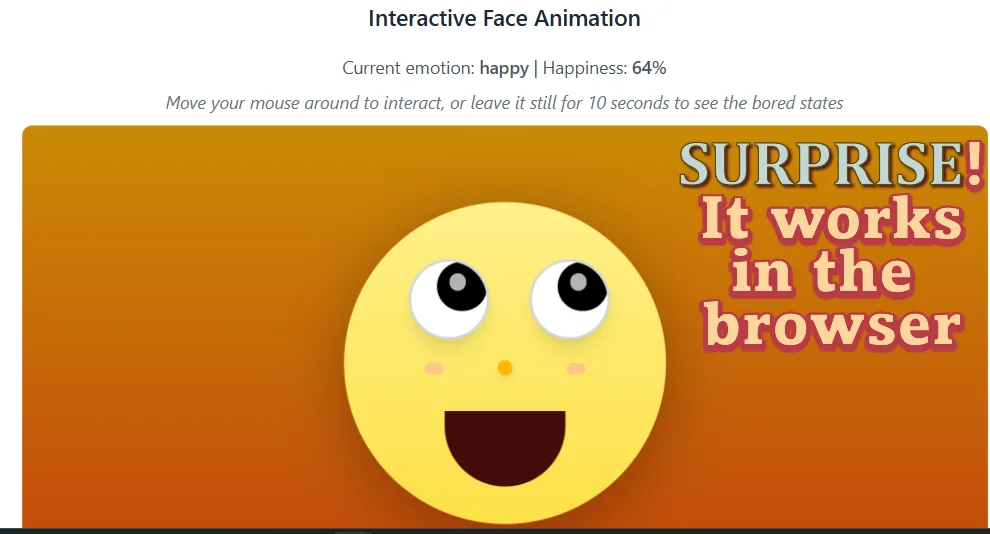 Interactive Face Animation
Current emotion: happy | Happiness: 64%
Move your mouse around to interact, or leave it still for 10 seconds to see the bored states
SURPRISE!
It works
in the
browser